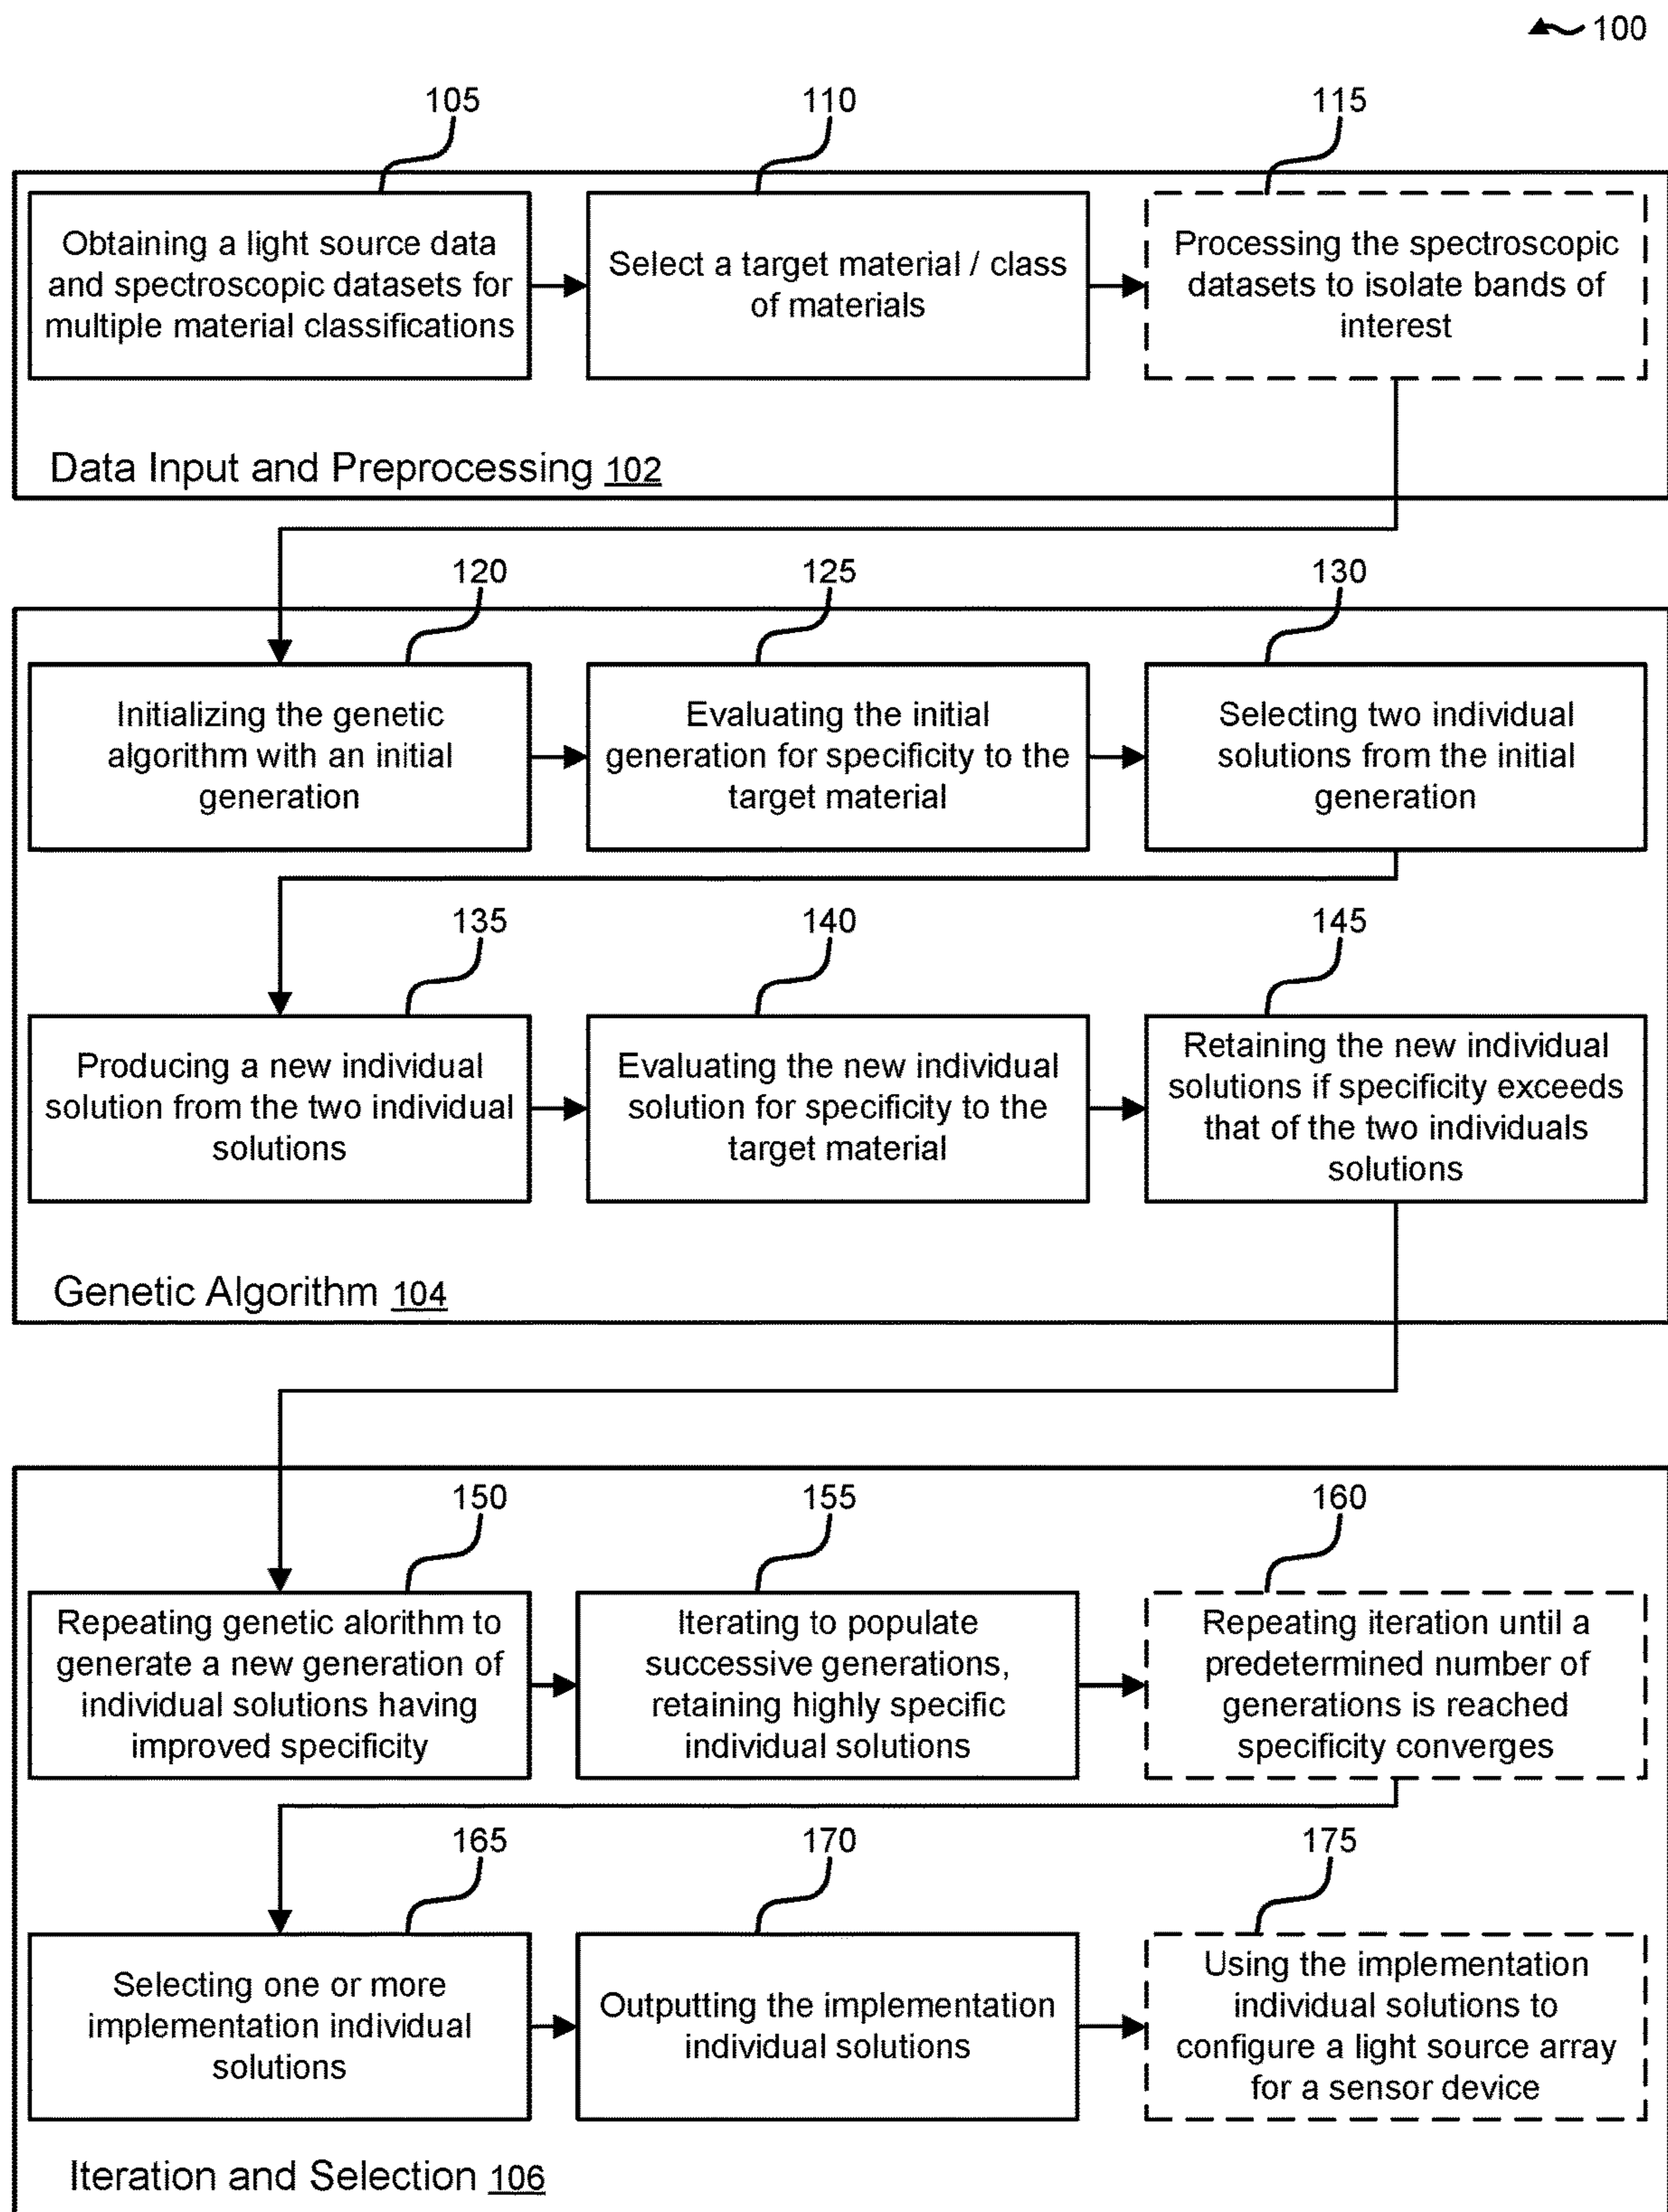 100
105
110
115
Obtaining a light source data
and spectroscopic datasets for
multiple material classifications
Select a target material / class
of materials
Processing the spectroscopic
datasets to isolate bands of
interest
Data Input and Preprocessing 102
120
125
130
Initializing the genetic
algorithm with an initial
generation
Evaluating the initial
generation for specificity to the
target material
Selecting two individual
solutions from the initial
generation
135
140
145
Producing a new individual
solution from the two individual
solutions
Evaluating the new individual
solution for specificity to the
target material
Retaining the new individual
solutions if specificity exceeds
that of the two individuals
solutions
Genetic Algorithm 104
150
155
160
Repeating genetic alorithm to
generate a new generation of
individual solutions having
improved specificity
Iterating to populate
successive generations,
retaining highly specific
individual solutions
Repeating iteration until a
predetermined number of
generations is reached
specificity converges
165
170
175
Selecting one or more
implementation individual
solutions
Outputting the implementation
individual solutions
Using the implementation
individual solutions to
configure a light source array
for a sensor device
Iteration and Selection 106